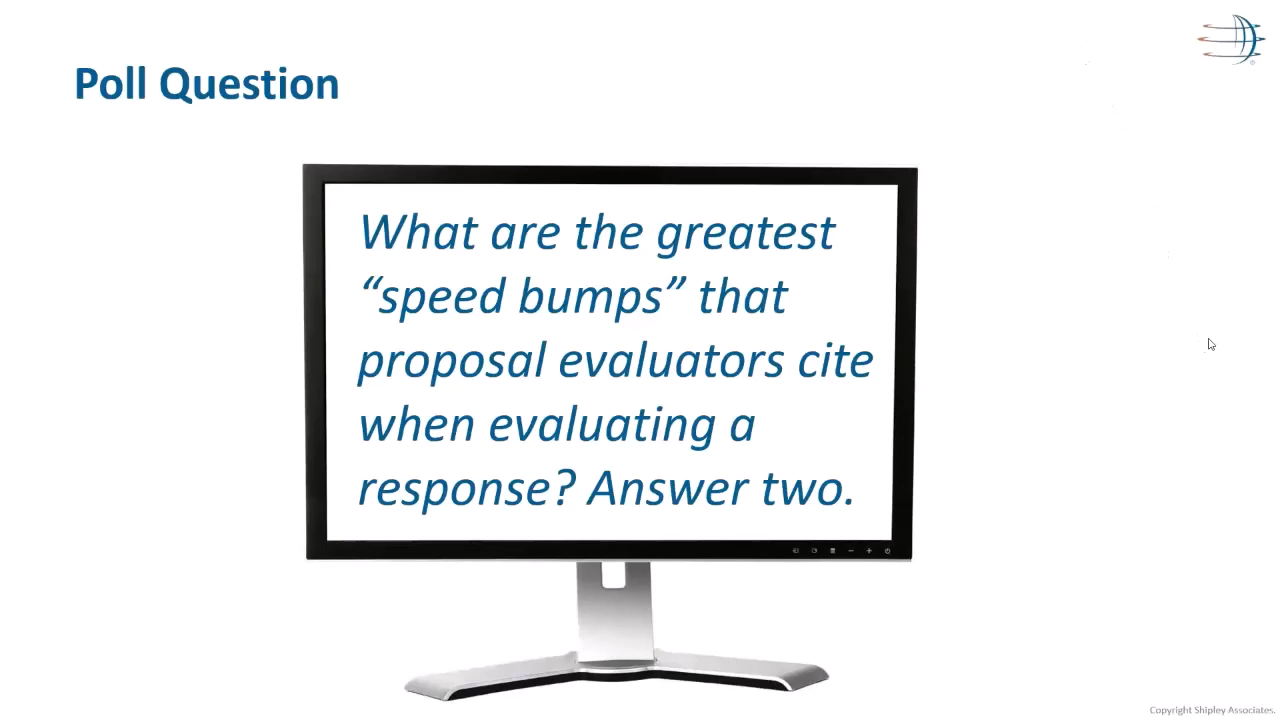 Poll Question
What are the greatest
“speed bumps” that
proposal evaluators cite
when evaluating a
response? Answer two.
Copyright Shipley Associates.